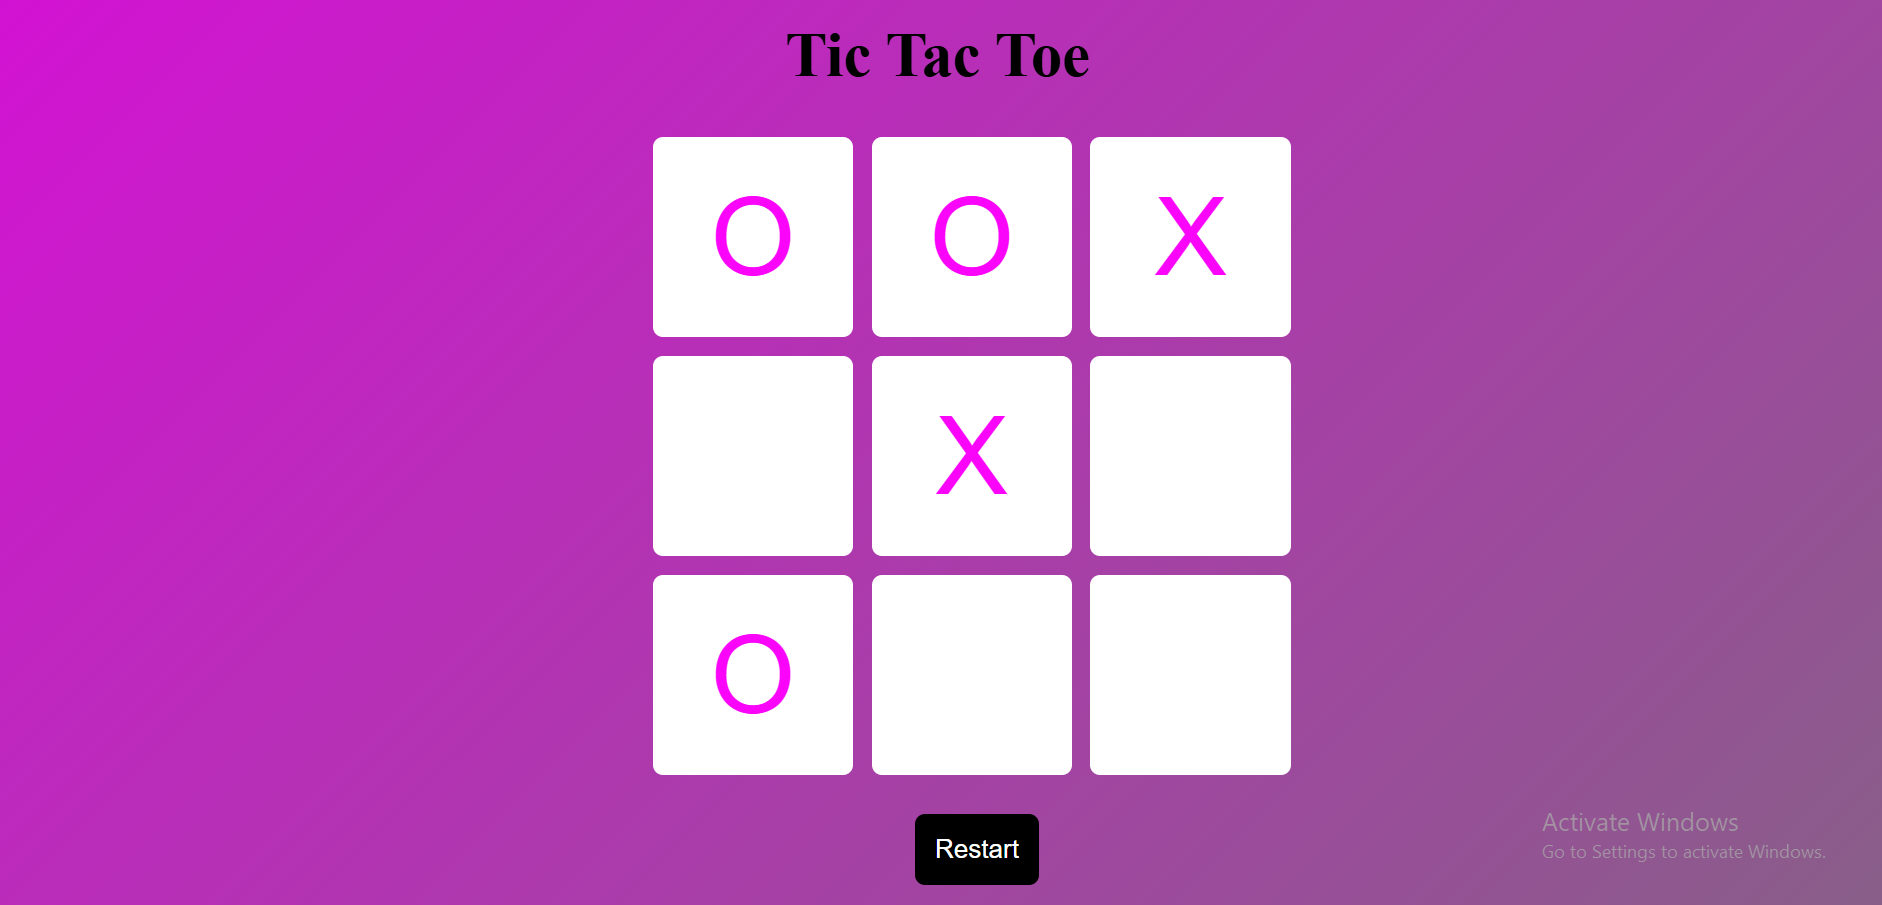 Tic Tac Toe
O O X
X
O
Restart
Activate Windows
Go to Settings to activate Windows.